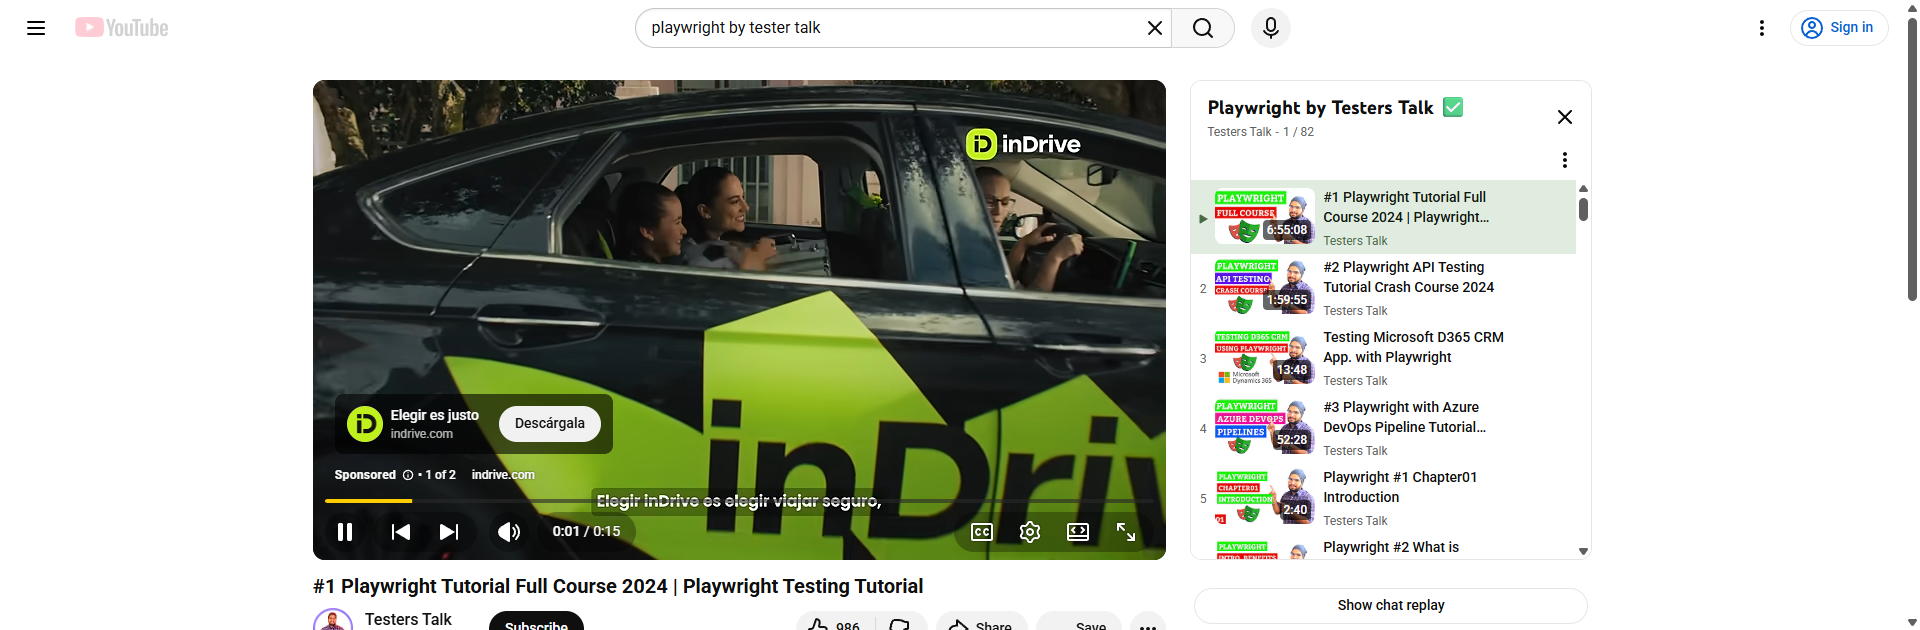 YouTube
playwright by tester talk
Sign in
inDrive
Elegir es justo
indrive.com
Descárgala
Sponsored • 1 of 2 indrive.com
Elegir inDrive es elegir viajar seguro,
inDriv
0:01 / 0:15
CC
#1 Playwright Tutorial Full Course 2024 | Playwright Testing Tutorial
Testers Talk
Subscribe
986
Share
Save
Playwright by Testers Talk ✅
Testers Talk - 1 / 82
PLAYWRIGHT
FULL COURSE
6:55:08
#1 Playwright Tutorial Full
Course 2024 | Playwright...
Testers Talk
2
PLAYWRIGHT
API TESTING
CRASH COURSE
1:59:55
#2 Playwright API Testing
Tutorial Crash Course 2024
Testers Talk
3
TESTING D365 CRM
USING PLAYWRIGHT
Microsoft
Dynamics 365
13:48
Testing Microsoft D365 CRM
App. with Playwright
Testers Talk
4
PLAYWRIGHT
AZURE DEVOPS
PIPELINES
52:28
#3 Playwright with Azure
DevOps Pipeline Tutorial...
Testers Talk
5
PLAYWRIGHT
CHAPTER01
INTRODUCTION
01
2:40
Playwright #1 Chapter01
Introduction
Testers Talk
PLAYWRIGHT
Playwright #2 What is
Show chat replay